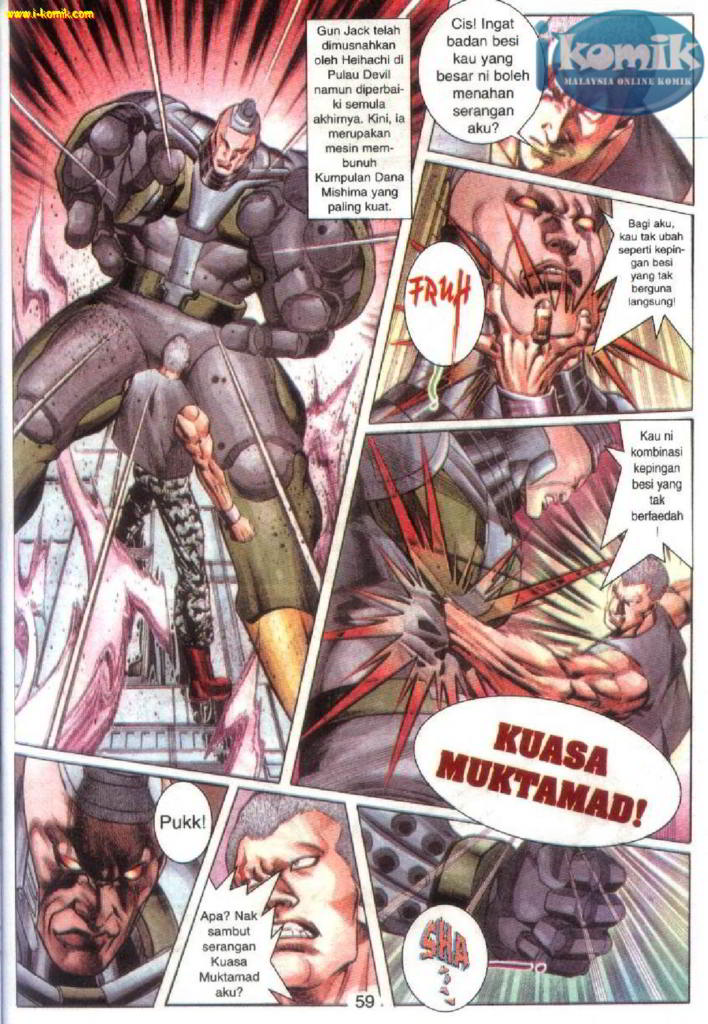 www.i-komik.com
komik
MALAYSIA ONLINE KOMIK
Gun Jack telah
dimusnahkan
oleh Heihachi di
Pulau Devil
namun diperbai-
ki semula
akhirnya. Kini, ia
merupakan
mesin mem-
bunuh
Kumpulan Dana
Mishima yang
paling kuat.
Cis! Ingat
badan besi
kau yang
besar ni boleh
menahan
serangan
aku?
FRUH
Bagi aku,
kau tak ubah
seperti kepin-
gan besi
yang tak
berguna
langsung!
Kau ni
kombinasi
kepingan
besi yang
tak
berfaedah
!
KUASA
MUKTAMAD!
Pukk!
Apa? Nak
sambut
serangan
Kuasa
Muktamad
aku?
SHA
59